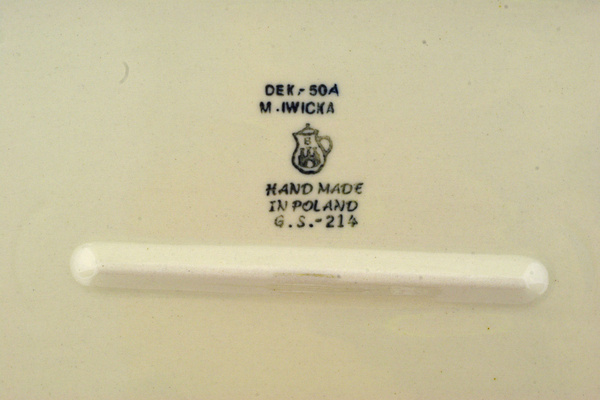 DEK.-50A
M.IWICKA
B
HAND MADE
IN POLAND
G.S.-214